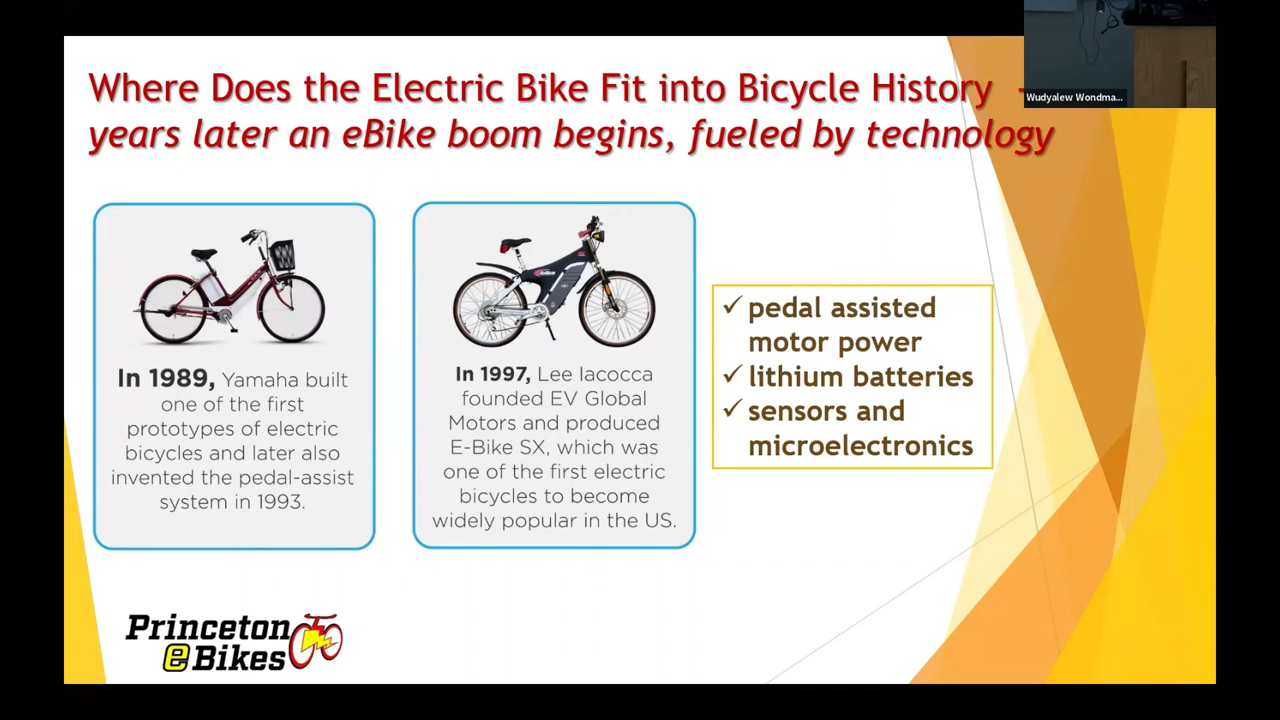 Where Does the Electric Bike Fit into Bicycle History
years later an eBike boom begins, fueled by technology
Wudyalew Wondma...
In 1989, Yamaha built
one of the first
prototypes of electric
bicycles and later also
invented the pedal-assist
system in 1993.
In 1997, Lee Iacocca
founded EV Global
Motors and produced
E-Bike SX, which was
one of the first electric
bicycles to become
widely popular in the US.
✓ pedal assisted
motor power
✓ lithium batteries
✓ sensors and
microelectronics
Princeton
eBikes